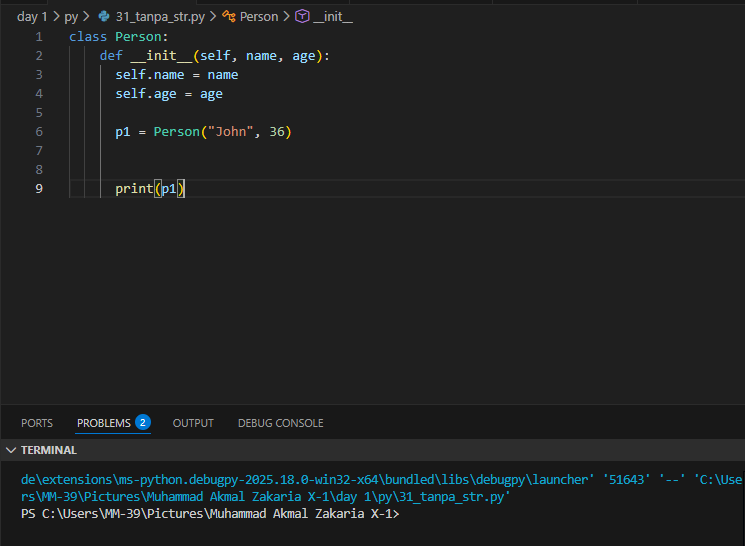 day 1 > py > 31_tanpa_str.py > Person > __init__
1 class Person:
2     def __init__(self, name, age):
3       self.name = name
4       self.age = age
5
6       p1 = Person("John", 36)
7
8
9       print(p1)
PORTS PROBLEMS 2 OUTPUT DEBUG CONSOLE
TERMINAL
de\extensions\ms-python.debugpy-2025.18.0-win32-x64\bundled\libs\debugpy\launcher' '51643' '--' 'C:\Use
rs\MM-39\Pictures\Muhammad Akmal Zakaria X-1\day 1\py\31_tanpa_str.py'
PS C:\Users\MM-39\Pictures\Muhammad Akmal Zakaria X-1>